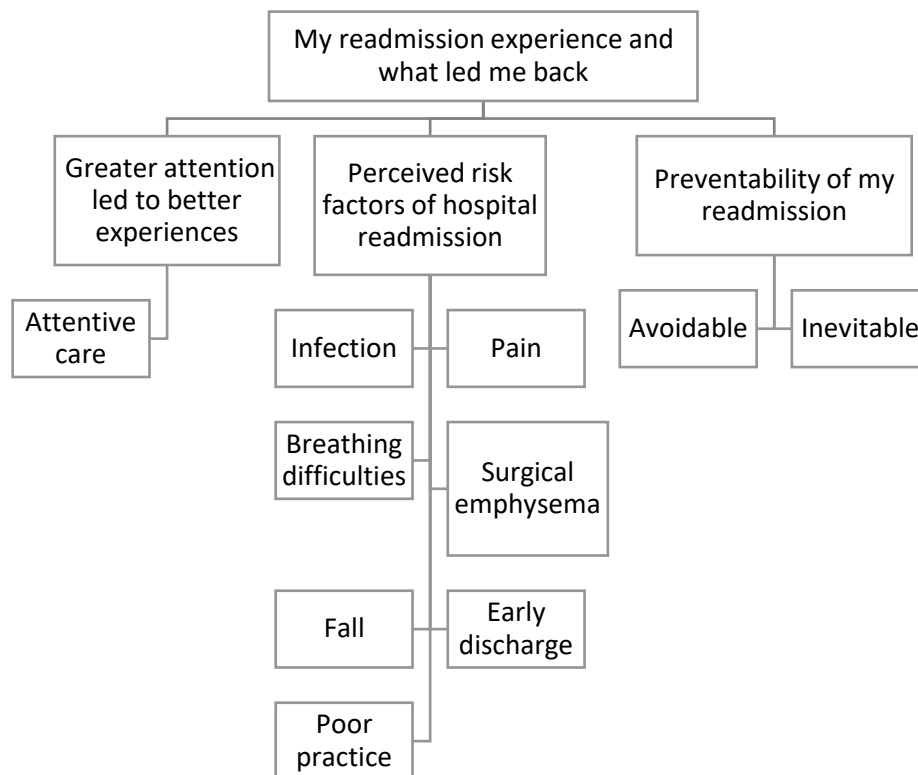 My readmission experience and
what led me back
Greater attention
led to better
experiences
Perceived risk
factors of hospital
readmission
Preventability of my
readmission
Attentive
care
Infection
Pain
Avoidable
Inevitable
Breathing
difficulties
Surgical
emphysema
Fall
Early
discharge
Poor
practice